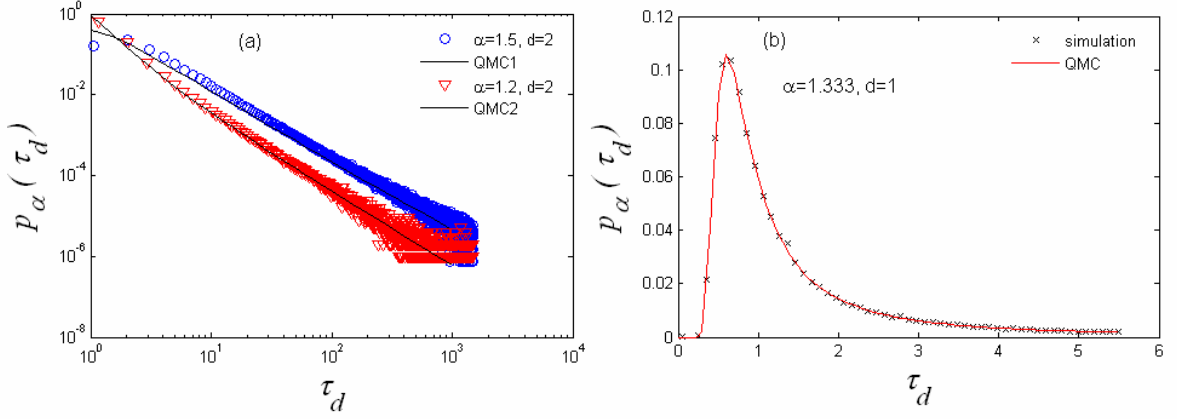 (a)
α=1.5, d=2
QMC1
α=1.2, d=2
QMC2
10^0
10^-2
10^-4
10^-6
10^-8
p_α ( τ_d )
10^0 10^1 10^2 10^3 10^4
τ_d
(b)
simulation
QMC
α=1.333, d=1
0.12
0.1
0.08
0.06
0.04
0.02
0
p_α ( τ_d )
0 1 2 3 4 5 6
τ_d